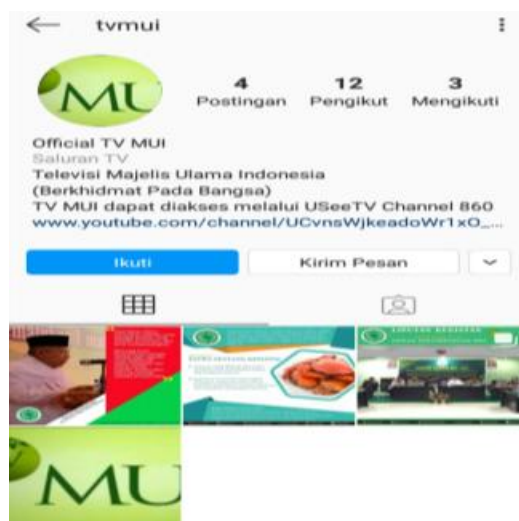 tvmui
MU
4 12 3
Postingan Pengikut Mengikuti
Official TV MUI
Saluran TV
Televisi Majelis Ulama Indonesia
(Berkhidmat Pada Bangsa)
TV MUI dapat diakses melalui USeeTV Channel 860
www.youtube.com/channel/UCvnsWjkeadoWr1xO_...
Ikuti Kirim Pesan
MU